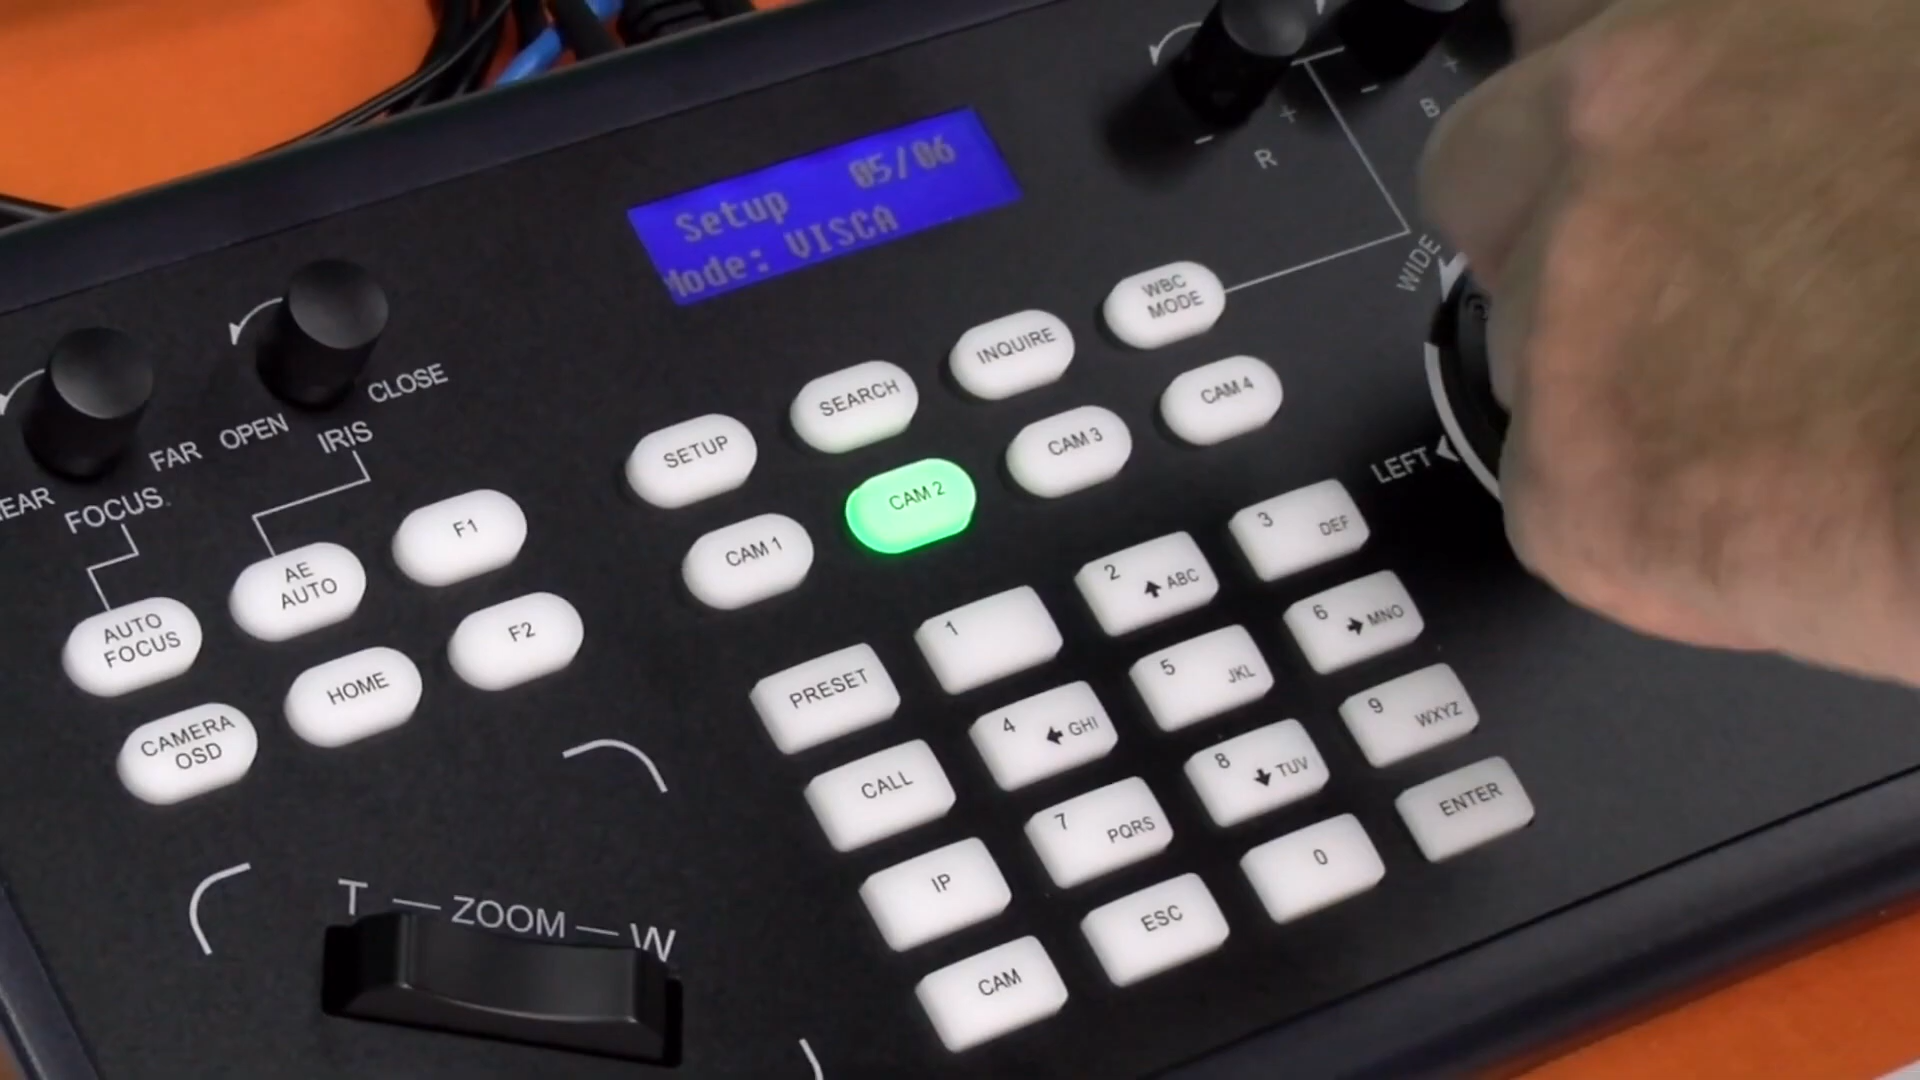 Setup 05/06
Mode: VISCA
R
B
- +
- +
WIDE
LEFT
FAR
FOCUS
OPEN
CLOSE
IRIS
WBC
MODE
INQUIRE
SEARCH
SETUP
CAM 4
CAM 3
CAM 2
CAM 1
F1
AE
AUTO
AUTO
FOCUS
F2
HOME
CAMERA
OSD
PRESET
1
2 ABC
3 DEF
CALL
4 GHI
5 JKL
6 MNO
IP
7 PQRS
8 TUV
9 WXYZ
CAM
ESC
0
ENTER
T — ZOOM — W